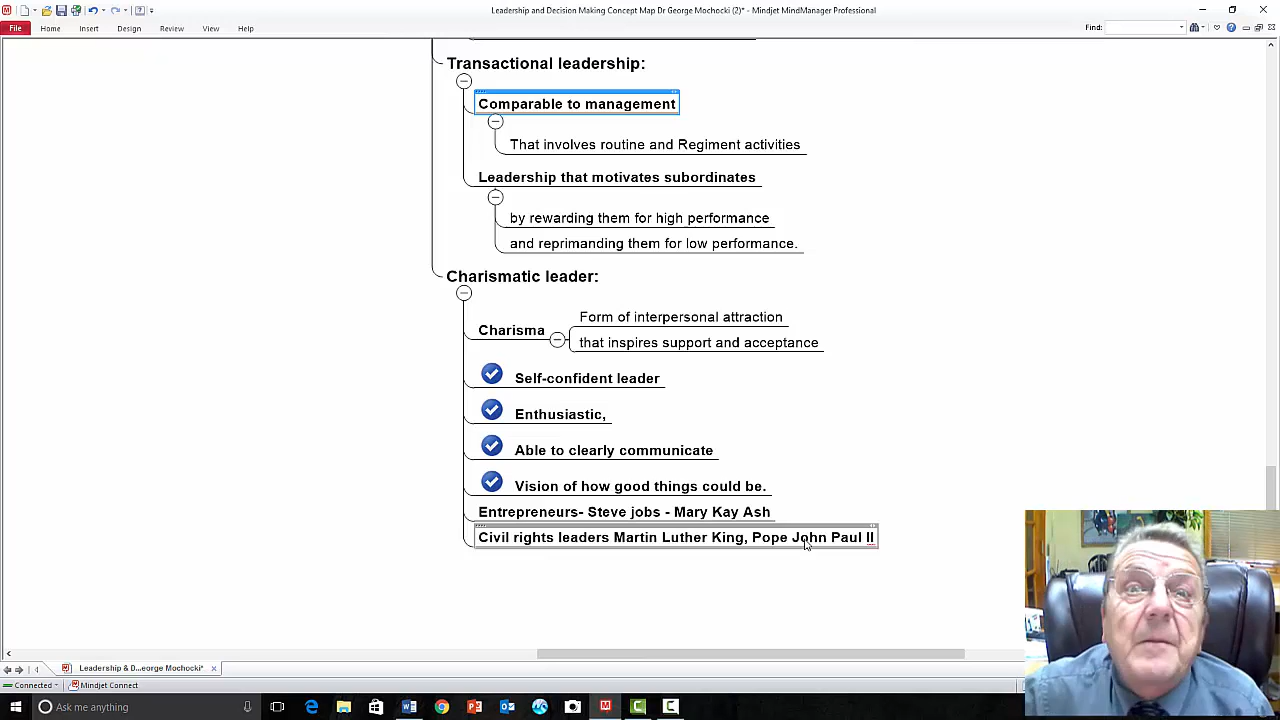 Leadership and Decision Making Concept Map Dr George Mochocki (2)* - Mindjet MindManager Professional
File Home Insert Design Review View Help Find:
Transactional leadership:
Comparable to management
That involves routine and Regiment activities
Leadership that motivates subordinates
by rewarding them for high performance
and reprimanding them for low performance.
Charismatic leader:
Form of interpersonal attraction
Charisma
that inspires support and acceptance
Self-confident leader
Enthusiastic,
Able to clearly communicate
Vision of how good things could be.
Entrepreneurs- Steve jobs - Mary Kay Ash
Civil rights leaders Martin Luther King, Pope John Paul II
Leadership & D...eorge Mochocki*
Connected Mindjet Connect
Ask me anything